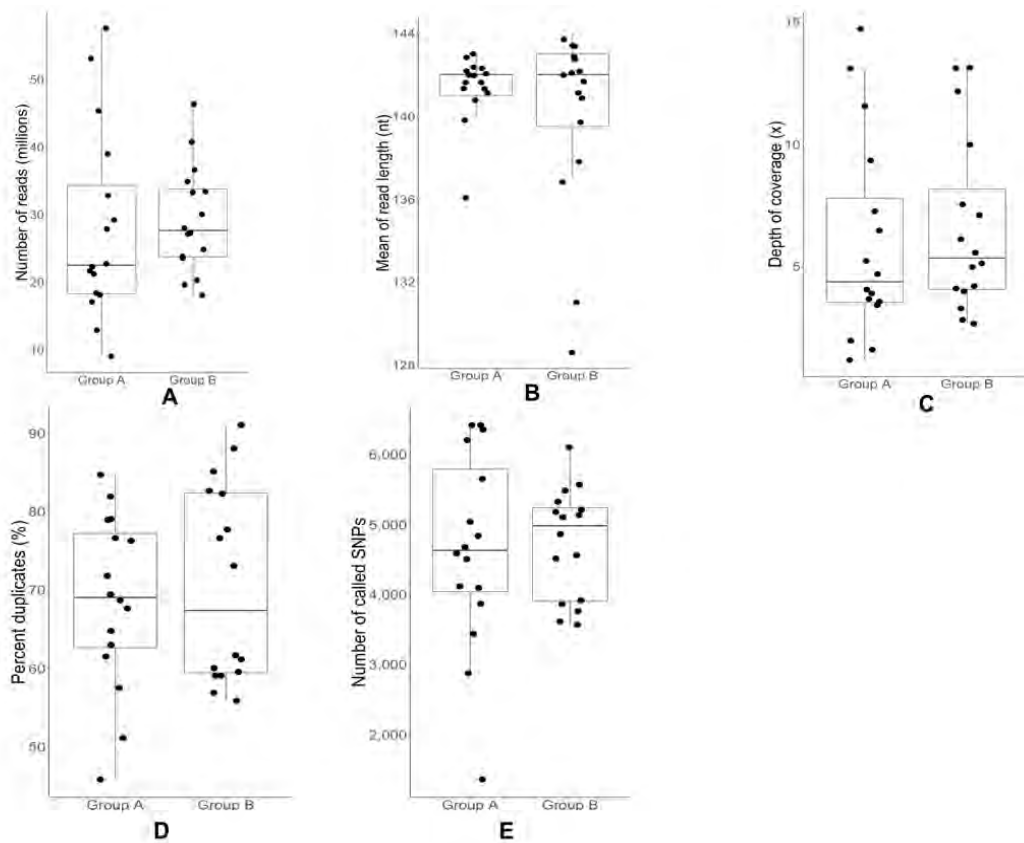 Number of reads (millions)
50
40
30
20
10
Group A
Group B
A
Mean of read length (nt)
144
140
136
132
128
Group A
Group B
B
Depth of coverage (x)
15
10
5
Group A
Group B
C
Percent duplicates (%)
90
80
70
60
50
Group A
Group B
D
Number of called SNPs
6,000
5,000
4,000
3,000
2,000
Group A
Group B
E